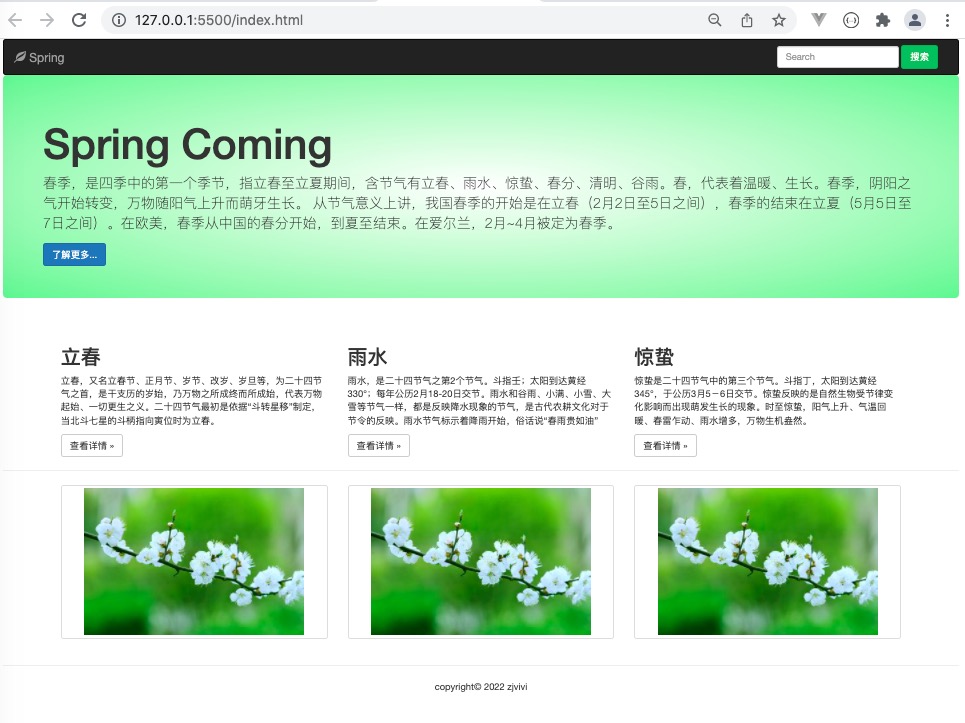 127.0.0.1:5500/index.html
Spring
Search
搜索
Spring Coming
春季，是四季中的第一个季节，指立春至立夏期间，含节气有立春、雨水、惊蛰、春分、清明、谷雨。春，代表着温暖、生长。春季，阴阳之
气开始转变，万物随阳气上升而萌牙生长。 从节气意义上讲，我国春季的开始是在立春（2月2日至5日之间），春季的结束在立夏（5月5日至
7日之间）。在欧美，春季从中国的春分开始，到夏至结束。在爱尔兰，2月~4月被定为春季。
了解更多...
立春
立春，又名立春节、正月节、岁节、改岁、岁旦等，为二十四节
气之首，是干支历的岁始，乃万物之所成终而所成始，代表万物
起始、一切更生之义。二十四节气最初是依据“斗转星移”制定，
当北斗七星的斗柄指向寅位时为立春。
查看详情 »
雨水
雨水，是二十四节气之第2个节气。斗指壬；太阳到达黄经
330°；每年公历2月18-20日交节。雨水和谷雨、小满、小雪、大
雪等节气一样，都是反映降水现象的节气，是古代农耕文化对于
节令的反映。雨水节气标示着降雨开始，俗话说“春雨贵如油”
查看详情 »
惊蛰
惊蛰是二十四节气中的第三个节气。斗指丁，太阳到达黄经
345°，于公历3月5－6日交节。惊蛰反映的是自然生物受节律变
化影响而出现萌发生长的现象。时至惊蛰，阳气上升、气温回
暖、春雷乍动、雨水增多，万物生机盎然。
查看详情 »
copyright© 2022 zjvivi